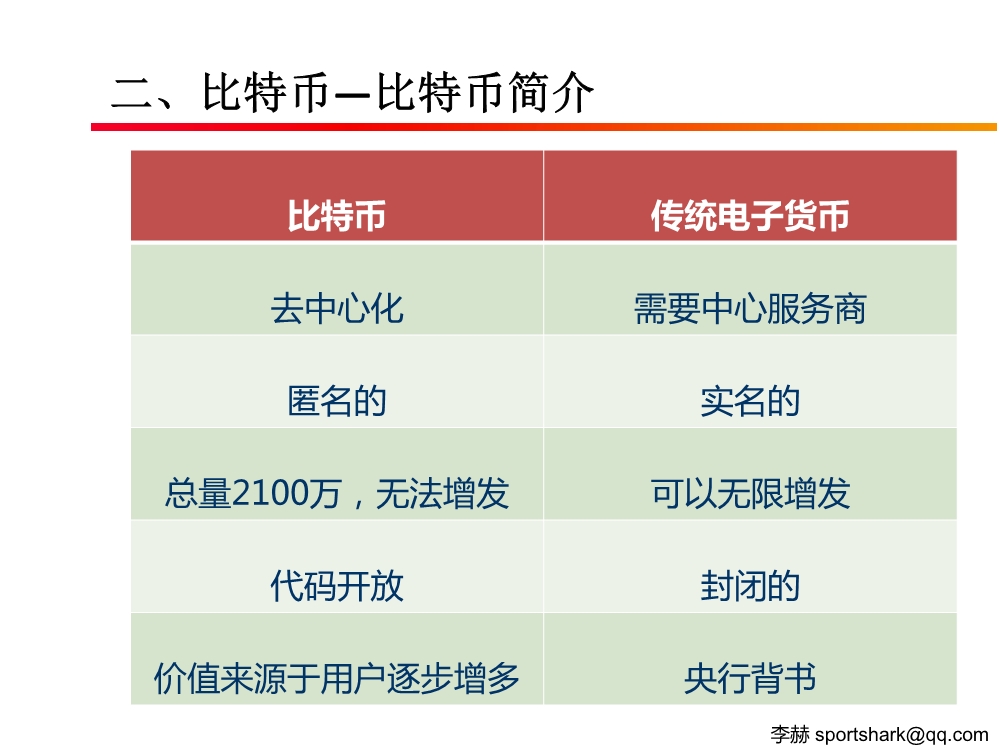 二、比特币—比特币简介
比特币 传统电子货币
去中心化 需要中心服务商
匿名的 实名的
总量2100万，无法增发 可以无限增发
代码开放 封闭的
价值来源于用户逐步增多 央行背书
李赫 sportshark@qq.com